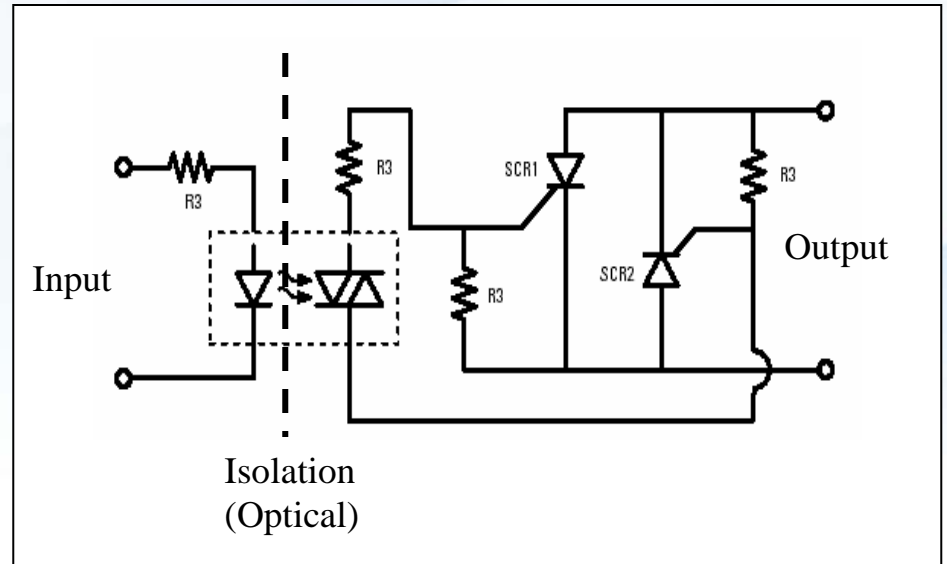 R3
SCR1
R3
R3
Output
Input
SCR2
R3
Isolation
(Optical)